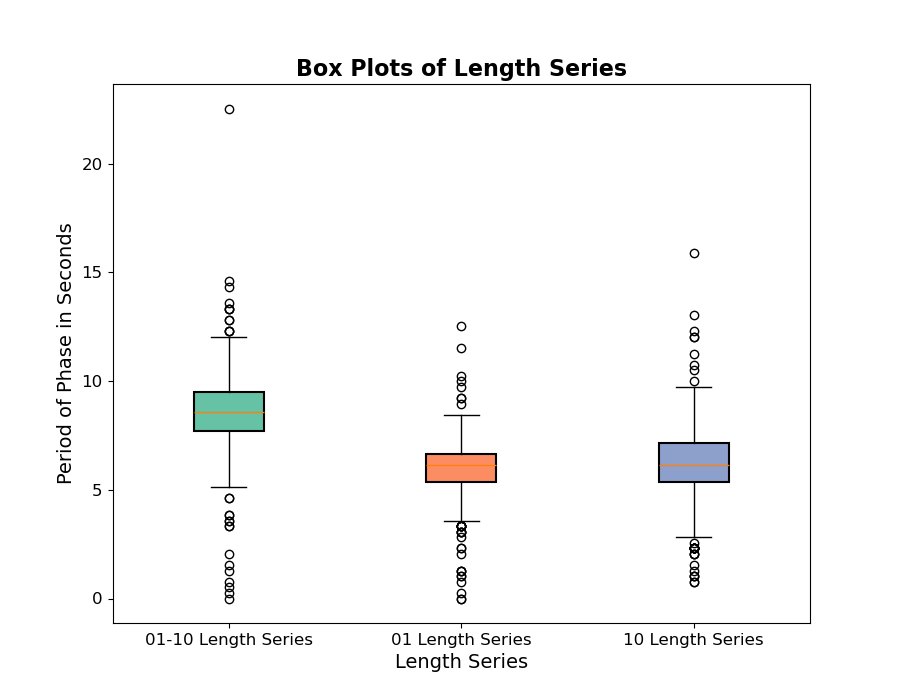 Box Plots of Length Series
Period of Phase in Seconds
20
15
10
5
0
01-10 Length Series
01 Length Series
10 Length Series
Length Series